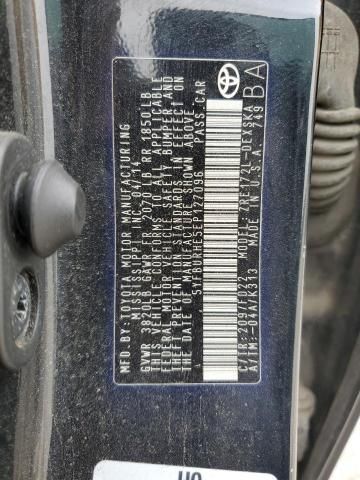 MFD.BY:TOYOTA MOTOR MANUFACTURING
MISSISSIPPI INC. 04/14
GVWR 3820LB GAWR FR 2070 LB RR 1850LB
THIS VEHICLE CONFORMS TO ALL APPLICABLE
FEDERAL MOTOR VEHICLE SAFETY, BUMPER, AND
THEFT PREVENTION STANDARDS IN EFFECT ON
THE DATE OF MANUFACTURE SHOWN ABOVE.
5YFBURHE5EP127096 PASS. CAR
C/TR: 209/FD22 MODEL: ZRE172L-DEXSKA
A/TM: -04A/K313 MADE IN U.S.A. 749
BA